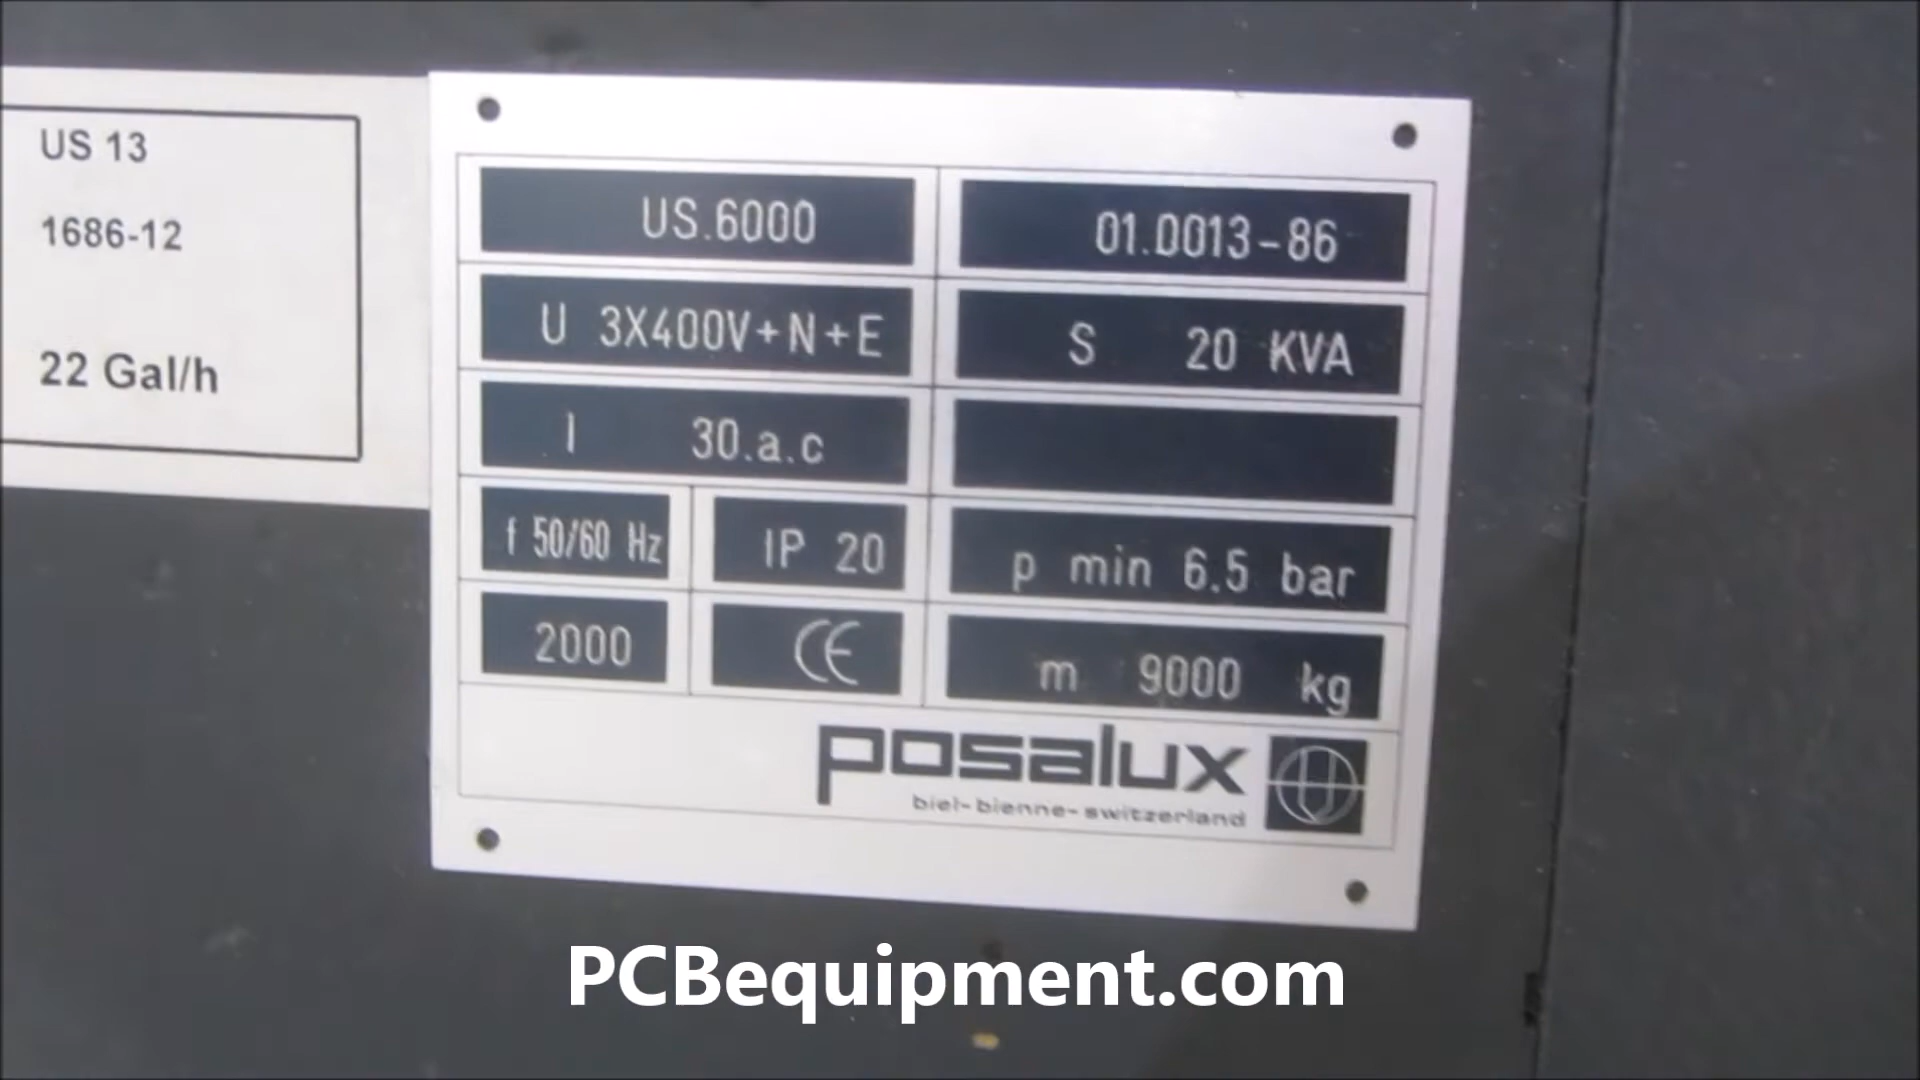 US 13
1686-12
22 Gal/h
US.6000
01.0013-86
U 3X400V+N+E
S 20 KVA
I 30.a.c
f 50/60 Hz
IP 20
p min 6.5 bar
2000
CE
m 9000 kg
posalux
biel-bienne-switzerland
PCBequipment.com